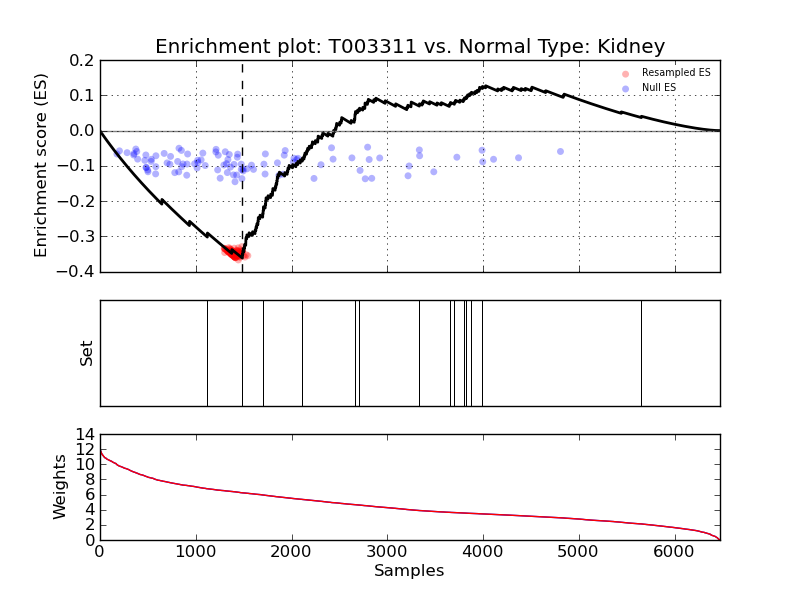 Enrichment plot: T003311 vs. Normal Type: Kidney
Enrichment score (ES)
0.2
0.1
0.0
−0.1
−0.2
−0.3
−0.4
Resampled ES
Null ES
Set
Weights
14
12
10
8
6
4
2
0
0 1000 2000 3000 4000 5000 6000
Samples